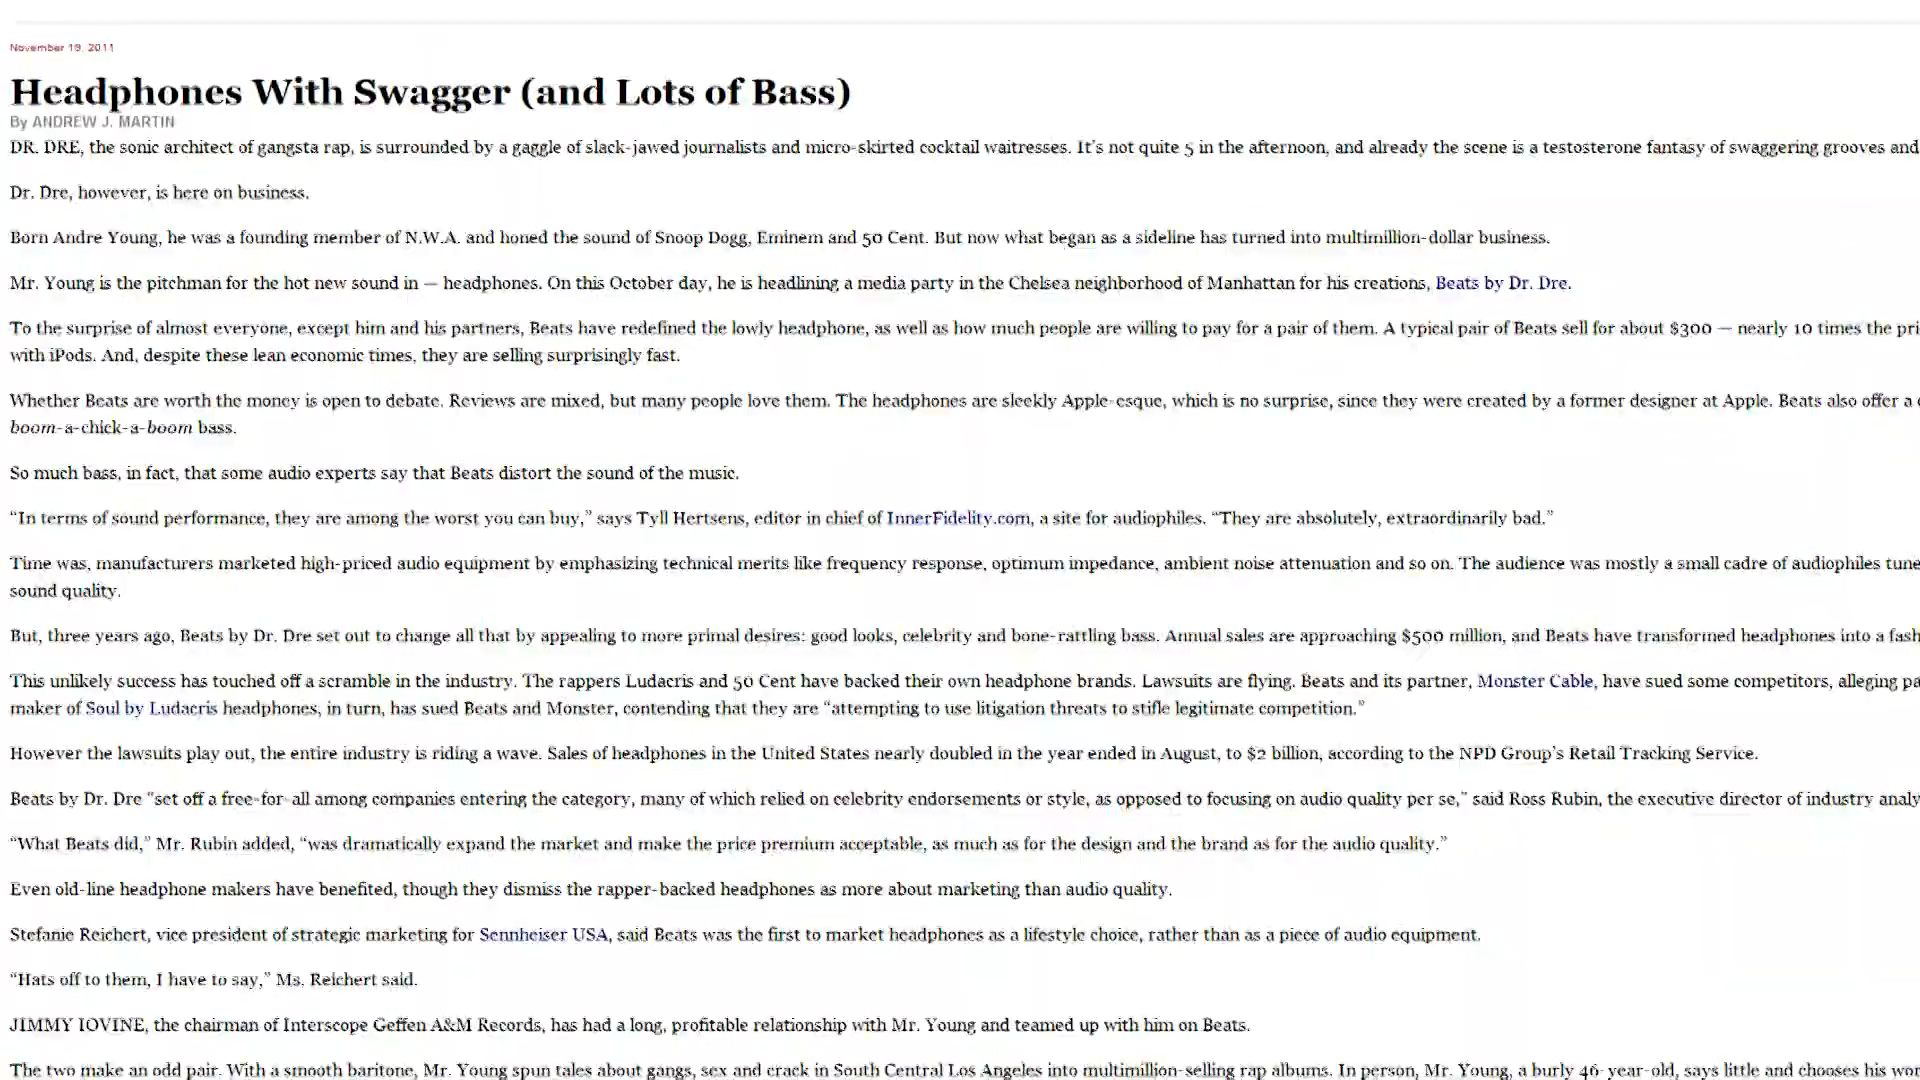 November 19, 2011
Headphones With Swagger (and Lots of Bass)
By ANDREW J. MARTIN
DR. DRE, the sonic architect of gangsta rap, is surrounded by a gaggle of slack-jawed journalists and micro-skirted cocktail waitresses. It's not quite 5 in the afternoon, and already the scene is a testosterone fantasy of swaggering grooves and
Dr. Dre, however, is here on business.
Born Andre Young, he was a founding member of N.W.A. and honed the sound of Snoop Dogg, Eminem and 50 Cent. But now what began as a sideline has turned into multimillion-dollar business.
Mr. Young is the pitchman for the hot new sound in — headphones. On this October day, he is headlining a media party in the Chelsea neighborhood of Manhattan for his creations, Beats by Dr. Dre.
To the surprise of almost everyone, except him and his partners, Beats have redefined the lowly headphone, as well as how much people are willing to pay for a pair of them. A typical pair of Beats sell for about $300 — nearly 10 times the pri
with iPods. And, despite these lean economic times, they are selling surprisingly fast.
Whether Beats are worth the money is open to debate. Reviews are mixed, but many people love them. The headphones are sleekly Apple-esque, which is no surprise, since they were created by a former designer at Apple. Beats also offer a
boom-a-chick-a-boom bass.
So much bass, in fact, that some audio experts say that Beats distort the sound of the music.
“In terms of sound performance, they are among the worst you can buy,” says Tyll Hertsens, editor in chief of InnerFidelity.com, a site for audiophiles. “They are absolutely, extraordinarily bad.”
Time was, manufacturers marketed high-priced audio equipment by emphasizing technical merits like frequency response, optimum impedance, ambient noise attenuation and so on. The audience was mostly a small cadre of audiophiles tune
sound quality.
But, three years ago, Beats by Dr. Dre set out to change all that by appealing to more primal desires: good looks, celebrity and bone-rattling bass. Annual sales are approaching $500 million, and Beats have transformed headphones into a fash
This unlikely success has touched off a scramble in the industry. The rappers Ludacris and 50 Cent have backed their own headphone brands. Lawsuits are flying. Beats and its partner, Monster Cable, have sued some competitors, alleging pa
maker of Soul by Ludacris headphones, in turn, has sued Beats and Monster, contending that they are “attempting to use litigation threats to stifle legitimate competition.”
However the lawsuits play out, the entire industry is riding a wave. Sales of headphones in the United States nearly doubled in the year ended in August, to $2 billion, according to the NPD Group's Retail Tracking Service.
Beats by Dr. Dre “set off a free-for-all among companies entering the category, many of which relied on celebrity endorsements or style, as opposed to focusing on audio quality per se,” said Ross Rubin, the executive director of industry analy
“What Beats did,” Mr. Rubin added, “was dramatically expand the market and make the price premium acceptable, as much as for the design and the brand as for the audio quality.”
Even old-line headphone makers have benefited, though they dismiss the rapper-backed headphones as more about marketing than audio quality.
Stefanie Reichert, vice president of strategic marketing for Sennheiser USA, said Beats was the first to market headphones as a lifestyle choice, rather than as a piece of audio equipment.
“Hats off to them, I have to say,” Ms. Reichert said.
JIMMY IOVINE, the chairman of Interscope Geffen A&M Records, has had a long, profitable relationship with Mr. Young and teamed up with him on Beats.
The two make an odd pair. With a smooth baritone, Mr. Young spun tales about gangs, sex and crack in South Central Los Angeles into multimillion-selling rap albums. In person, Mr. Young, a burly 46-year-old, says little and chooses his wor